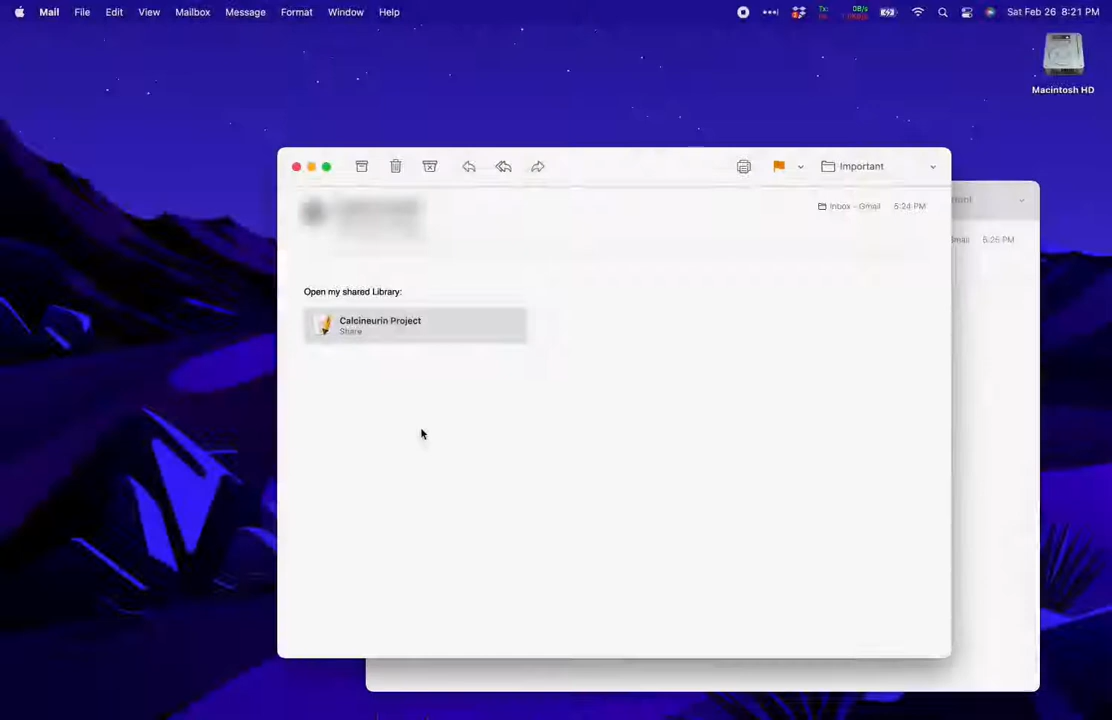 Mail File Edit View Mailbox Message Format Window Help
Sat Feb 26 8:21 PM
Macintosh HD
Important
Inbox - Gmail 5:24 PM
5:25 PM
Open my shared Library:
Calcineurin Project
Share